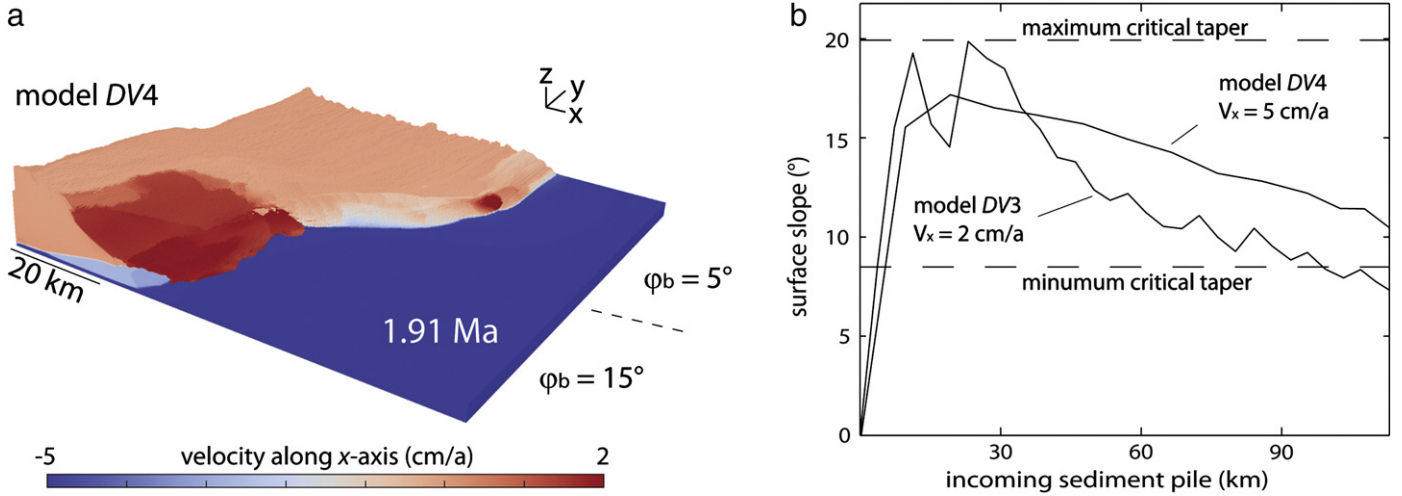 a
model DV4
z
y
x
20 km
1.91 Ma
φb = 5°
φb = 15°
-5 velocity along x-axis (cm/a) 2
b
maximum critical taper
model DV4
Vx = 5 cm/a
model DV3
Vx = 2 cm/a
minumum critical taper
surface slope (°)
20
15
10
5
0
30 60 90
incoming sediment pile (km)